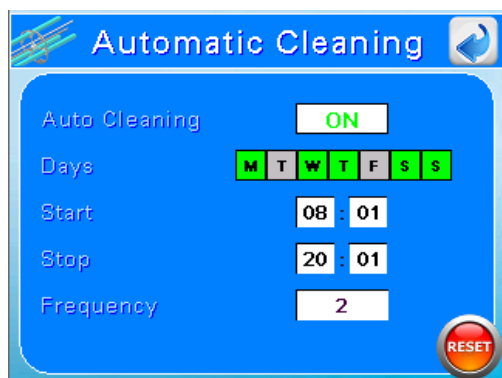 Automatic Cleaning
Auto Cleaning ON
Days M T W T F S S
Start 08 : 01
Stop 20 : 01
Frequency 2
RESET